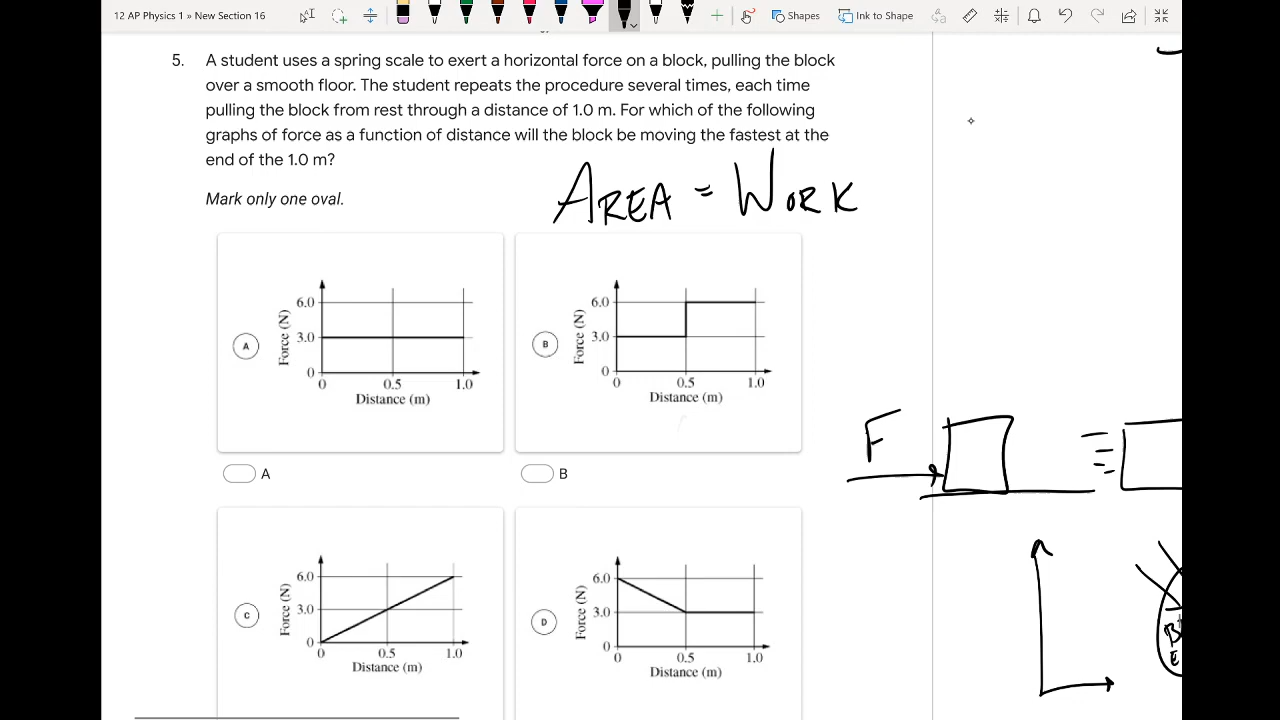 12 AP Physics 1 » New Section 16
Shapes
Ink to Shape
5. A student uses a spring scale to exert a horizontal force on a block, pulling the block
over a smooth floor. The student repeats the procedure several times, each time
pulling the block from rest through a distance of 1.0 m. For which of the following
graphs of force as a function of distance will the block be moving the fastest at the
end of the 1.0 m?
Mark only one oval.
AREA = WORK
A
Force (N)
6.0
3.0
0
0 0.5 1.0
Distance (m)
B
Force (N)
6.0
3.0
0
0 0.5 1.0
Distance (m)
A
B
F
C
Force (N)
6.0
3.0
0
0 0.5 1.0
Distance (m)
D
Force (N)
6.0
3.0
0
0 0.5 1.0
Distance (m)